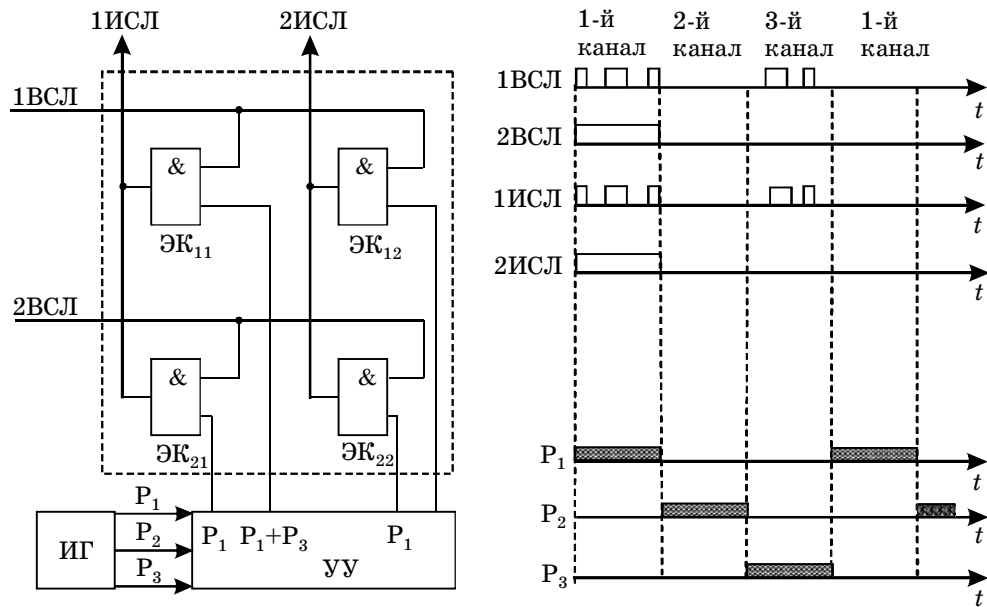 1ИСЛ 2ИСЛ
1ВСЛ
&
&
ЭК₁₁
ЭК₁₂
2ВСЛ
&
&
ЭК₂₁
ЭК₂₂
ИГ
P₁
P₂
P₃
P₁ P₁+P₃ P₁
УУ
1-й канал
2-й канал
3-й канал
1-й канал
1ВСЛ
t
2ВСЛ
t
1ИСЛ
t
2ИСЛ
t
P₁
t
P₂
t
P₃
t